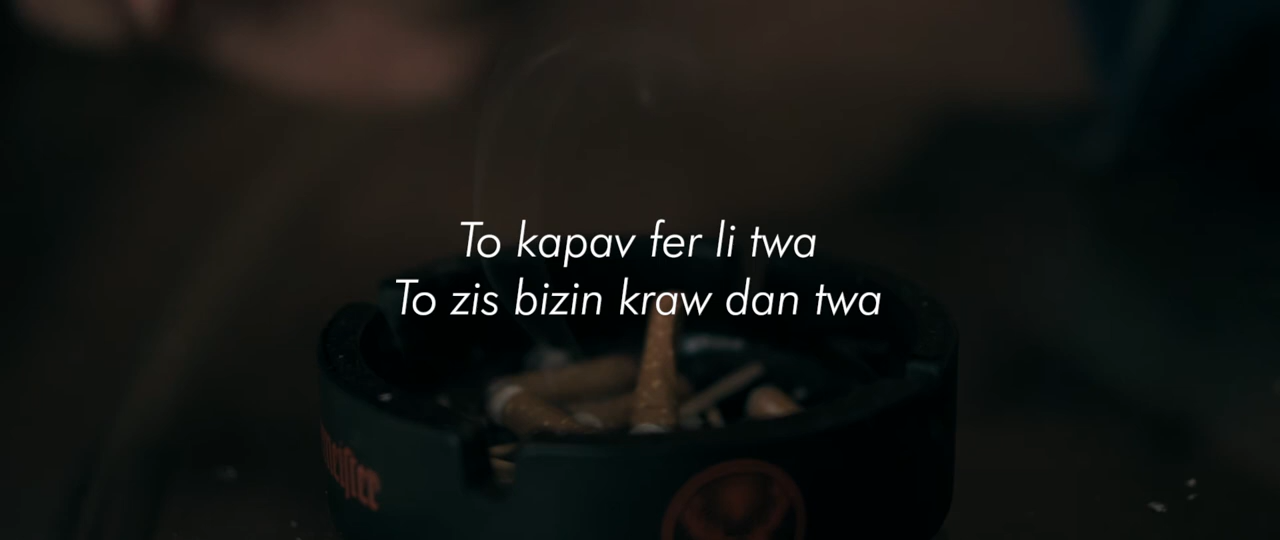 To kapav fer li twa
To zis bizin kraw dan twa